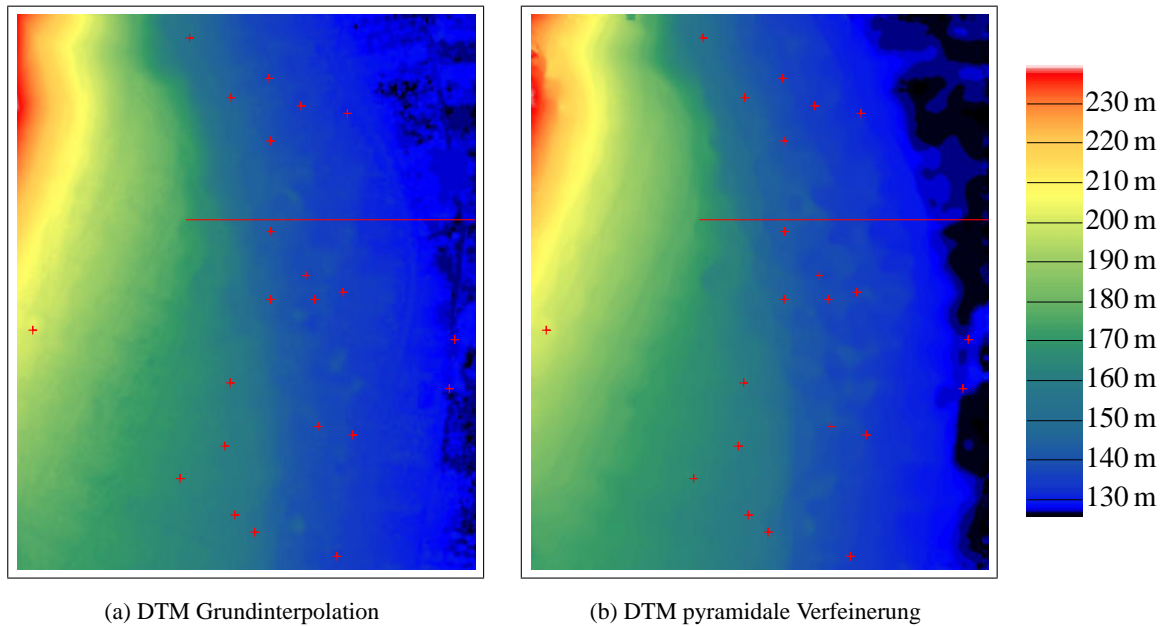 230 m
220 m
210 m
200 m
190 m
180 m
170 m
160 m
150 m
140 m
130 m
(a) DTM Grundinterpolation
(b) DTM pyramidale Verfeinerung